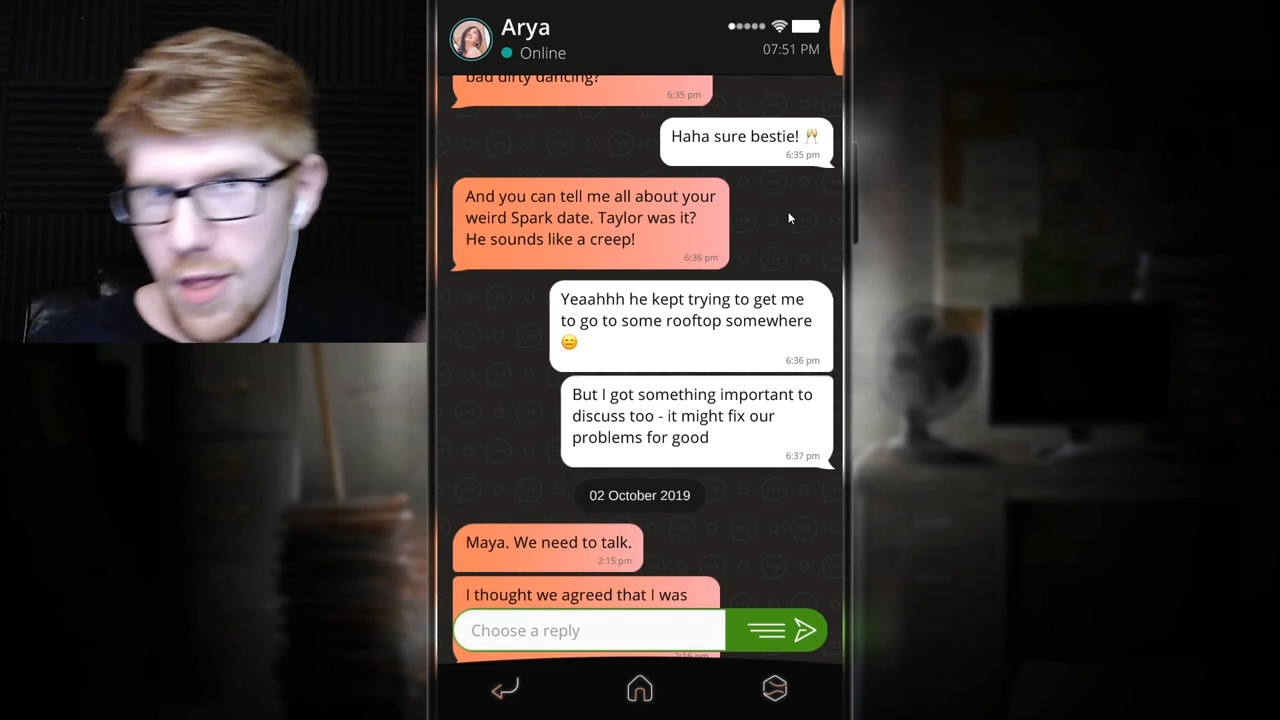 Arya
Online
07:51 PM
bad dirty dancing?
6:35 pm
Haha sure bestie! 🥂
6:35 pm
And you can tell me all about your
weird Spark date. Taylor was it?
He sounds like a creep!
6:36 pm
Yeaahhh he kept trying to get me
to go to some rooftop somewhere
😑
6:36 pm
But I got something important to
discuss too - it might fix our
problems for good
6:37 pm
02 October 2019
Maya. We need to talk.
2:15 pm
I thought we agreed that I was
Choose a reply